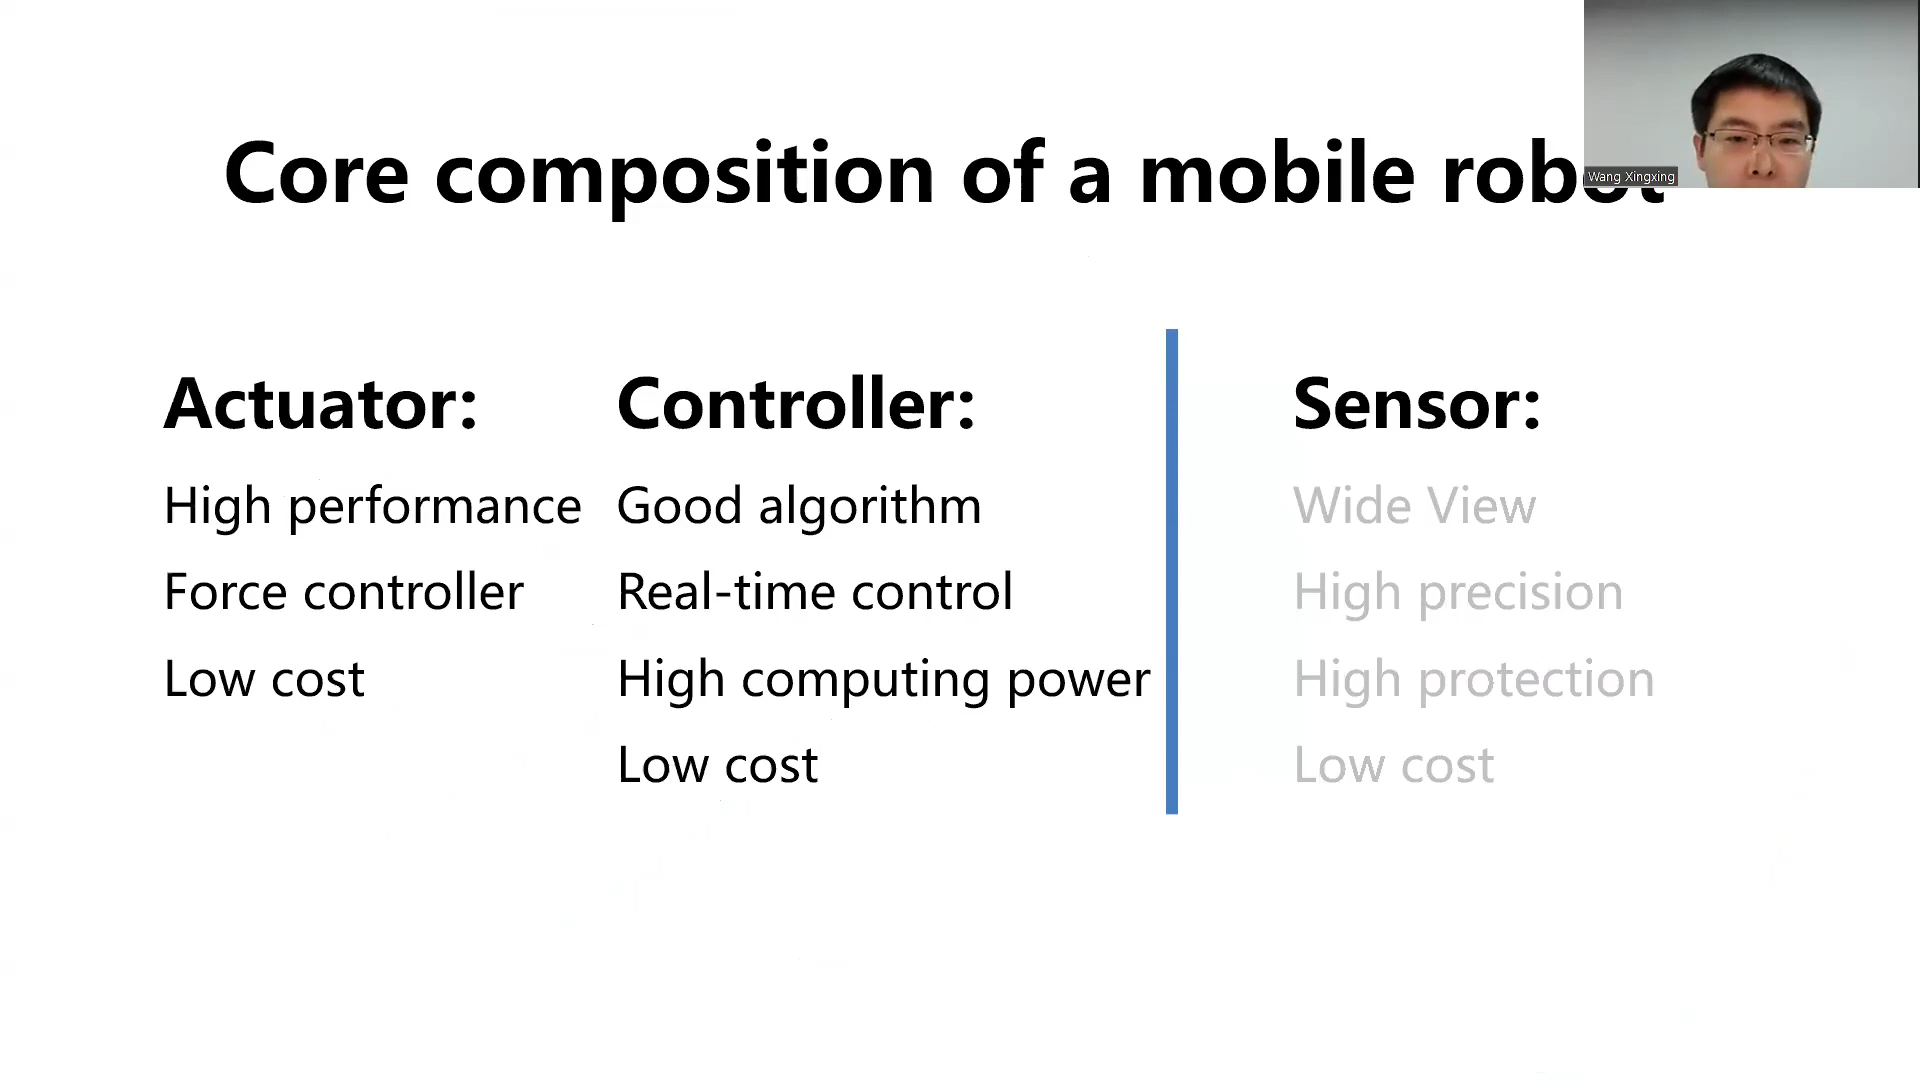 Core composition of a mobile robot
Wang Xingxing
Actuator:
High performance
Force controller
Low cost
Controller:
Good algorithm
Real-time control
High computing power
Low cost
Sensor:
Wide View
High precision
High protection
Low cost